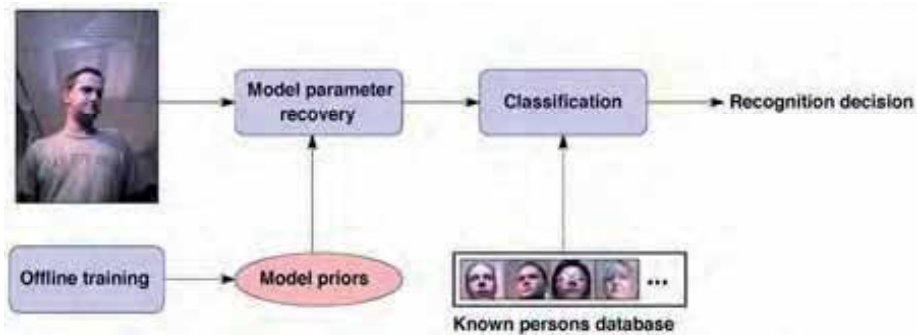 Model parameter
recovery
Classification
Recognition decision
Offline training
Model priors
...
Known persons database